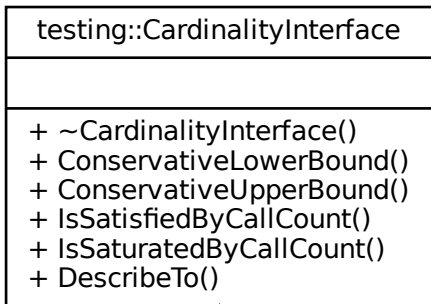 testing::CardinalityInterface
+ ~CardinalityInterface()
+ ConservativeLowerBound()
+ ConservativeUpperBound()
+ IsSatisfiedByCallCount()
+ IsSaturatedByCallCount()
+ DescribeTo()